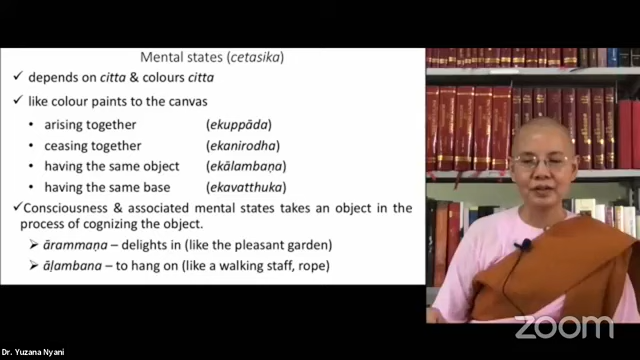 Mental states (cetasika)
✓ depends on citta & colours citta
✓ like colour paints to the canvas
• arising together (ekuppāda)
• ceasing together (ekanirodha)
• having the same object (ekālambaṇa)
• having the same base (ekavatthuka)
✓Consciousness & associated mental states takes an object in the
process of cognizing the object.
➢ ārammaṇa – delights in (like the pleasant garden)
➢ āḷambana – to hang on (like a walking staff, rope)
zoom
Dr. Yuzana Nyani